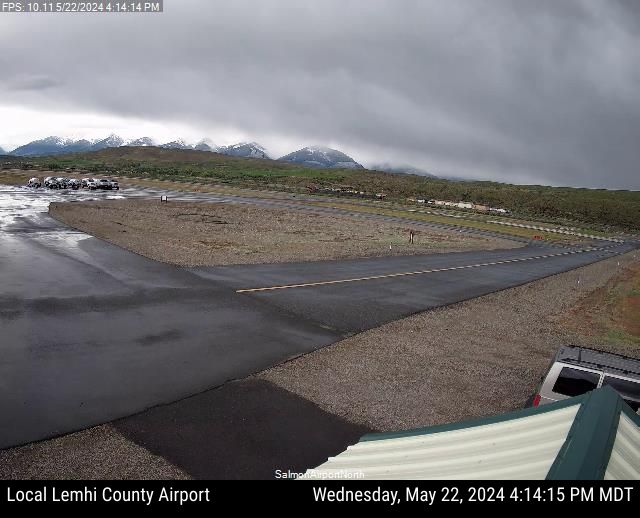 FPS: 10.11 5/22/2024 4:14:14 PM
SalmonAirportNorth
Local Lemhi County Airport
Wednesday, May 22, 2024 4:14:15 PM MDT